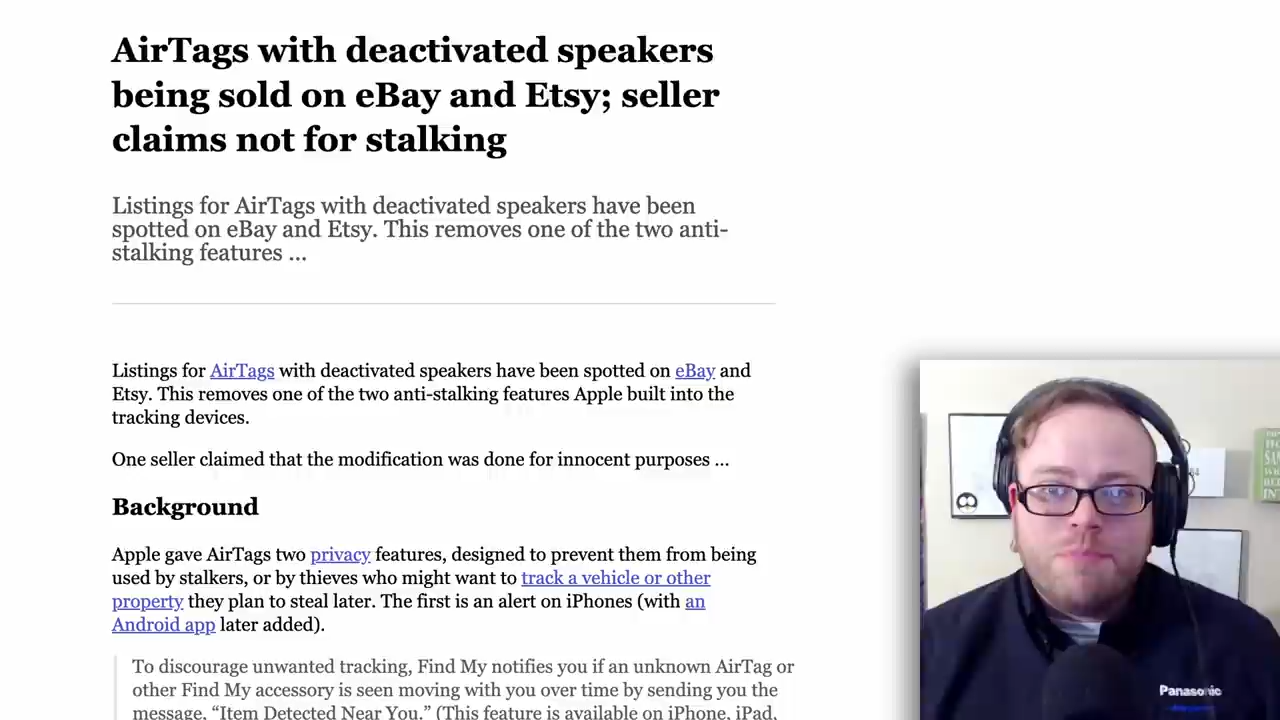 AirTags with deactivated speakers
being sold on eBay and Etsy; seller
claims not for stalking
Listings for AirTags with deactivated speakers have been
spotted on eBay and Etsy. This removes one of the two anti-
stalking features ...
Listings for AirTags with deactivated speakers have been spotted on eBay and
Etsy. This removes one of the two anti-stalking features Apple built into the
tracking devices.
One seller claimed that the modification was done for innocent purposes ...
Background
Apple gave AirTags two privacy features, designed to prevent them from being
used by stalkers, or by thieves who might want to track a vehicle or other
property they plan to steal later. The first is an alert on iPhones (with an
Android app later added).
To discourage unwanted tracking, Find My notifies you if an unknown AirTag or
other Find My accessory is seen moving with you over time by sending you the
message, “Item Detected Near You.” (This feature is available on iPhone, iPad,
Panasonic